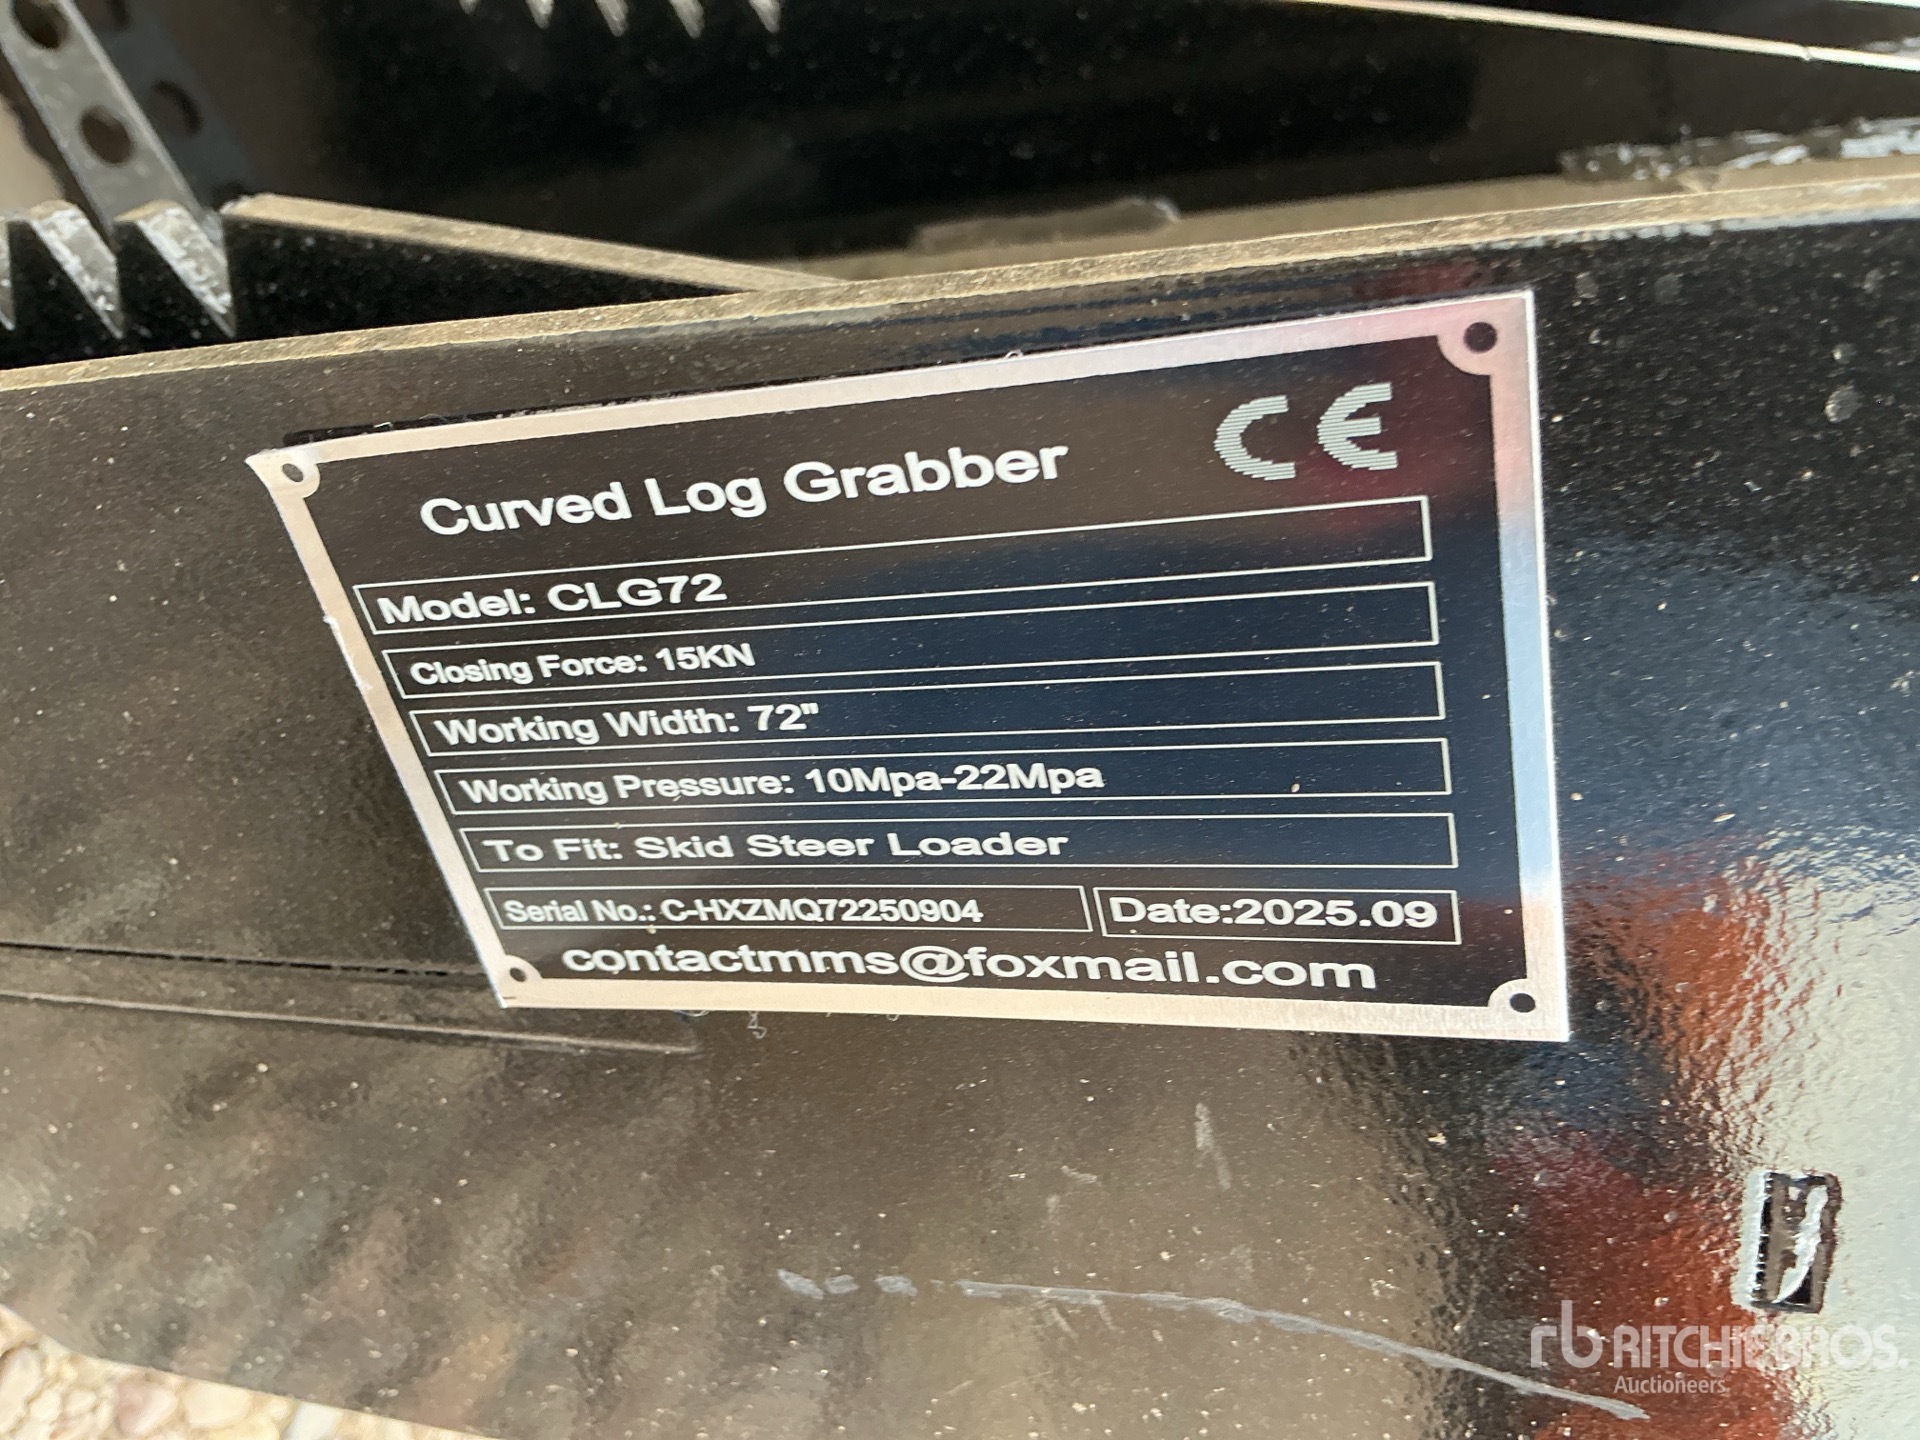 CE
Curved Log Grabber
Model: CLG72
Closing Force: 15KN
Working Width: 72"
Working Pressure: 10Mpa-22Mpa
To Fit: Skid Steer Loader
Serial No.: C-HXZMQ72250904 Date:2025.09
contactmms@foxmail.com
rb RITCHIE BROS.
Auctioneers